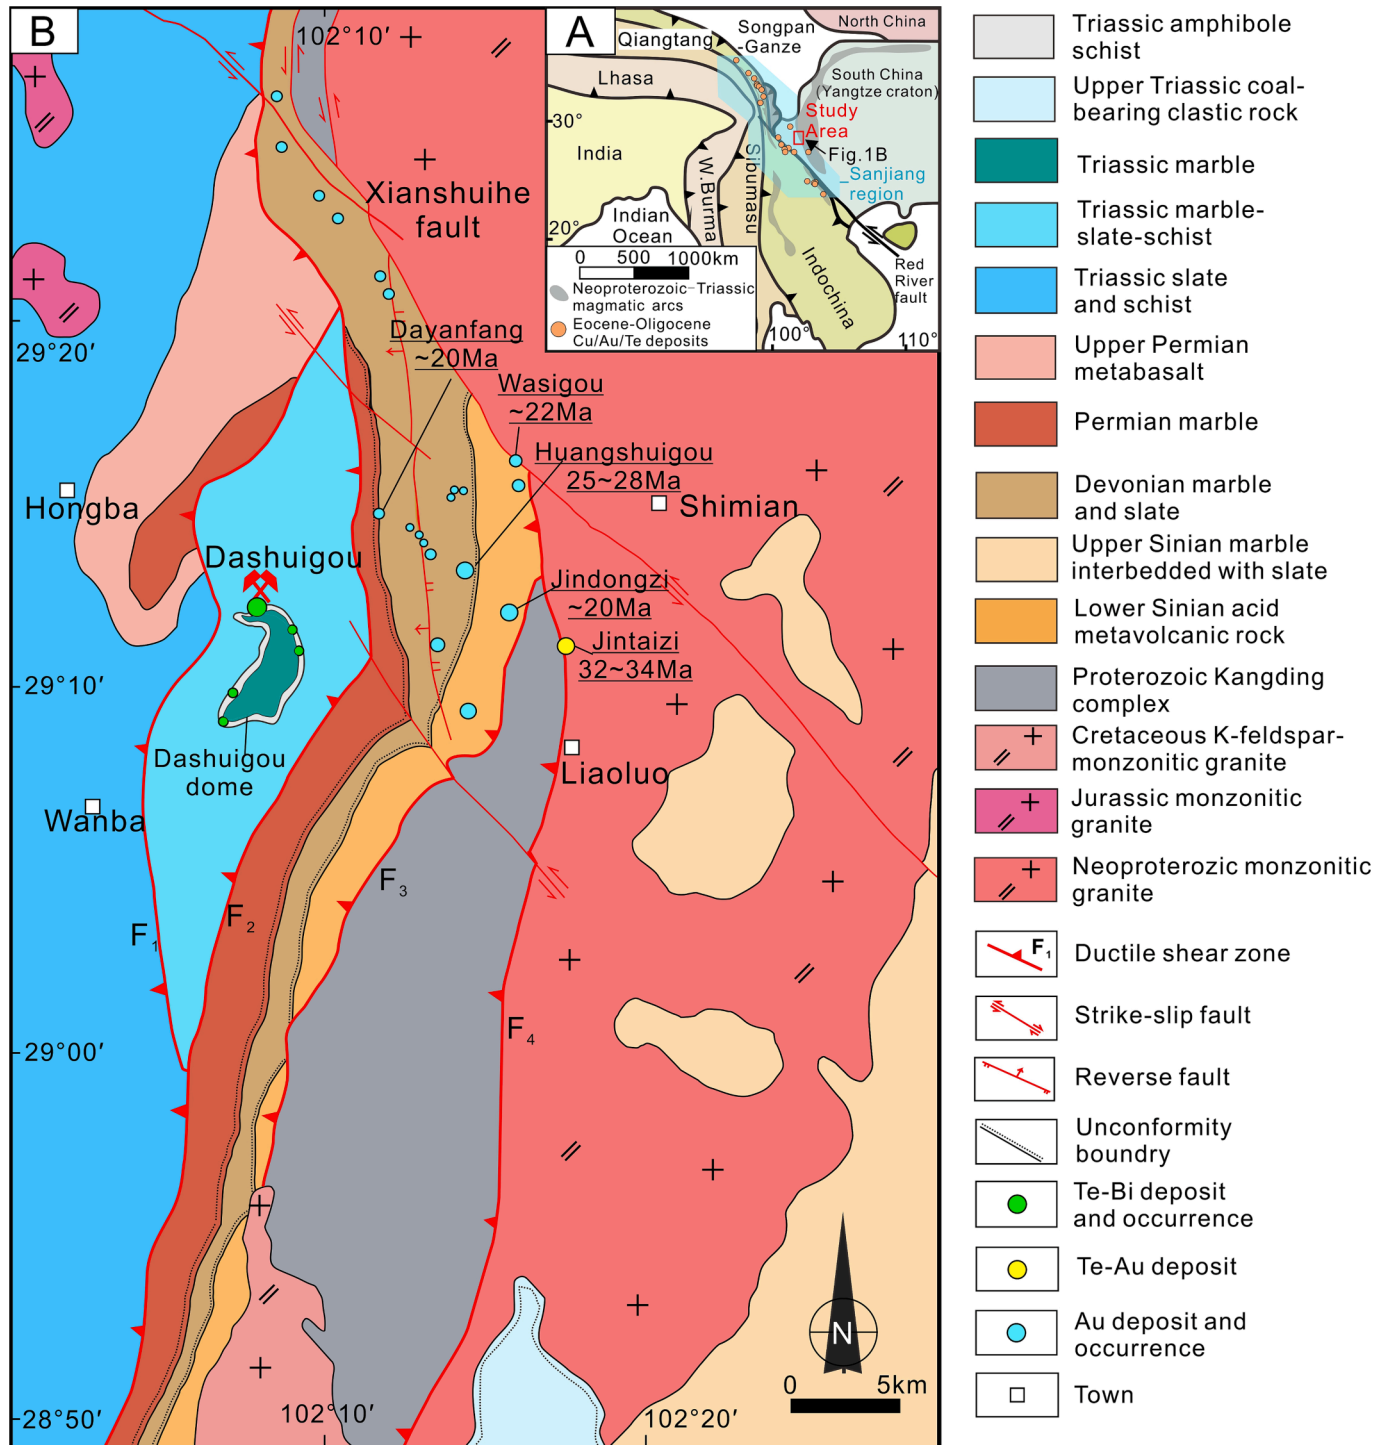 B
102°10′
Xianshuihe
fault
29°20′
Dayanfang
~20Ma
Wasigou
~22Ma
Huangshuigou
25~28Ma
Shimian
Hongba
Dashuigou
Jindongzi
~20Ma
Jintaizi
32~34Ma
29°10′
Dashuigou
dome
Liaoluo
Wanba
F3
F2
F1
F4
29°00′
N
0
5km
28°50′
102°10′
102°20′
A
Songpan
-Ganze
North China
Qiangtang
Lhasa
South China
(Yangtze craton)
Study
Area
30°
Fig.1B
India
Sanjiang
region
W.Burma
Sibumasu
Indian
Ocean
20°
Indochina
Red
River
fault
0
500
1000km
Neoproterozoic-Triassic
magmatic arcs
Eocene-Oligocene
Cu/Au/Te deposits
100°
110°
Triassic amphibole
schist
Upper Triassic coal-
bearing clastic rock
Triassic marble
Triassic marble-
slate-schist
Triassic slate
and schist
Upper Permian
metabasalt
Permian marble
Devonian marble
and slate
Upper Sinian marble
interbedded with slate
Lower Sinian acid
metavolcanic rock
Proterozoic Kangding
complex
Cretaceous K-feldspar-
monzonitic granite
Jurassic monzonitic
granite
Neoproterozic monzonitic
granite
F1
Ductile shear zone
Strike-slip fault
Reverse fault
Unconformity
boundry
Te-Bi deposit
and occurrence
Te-Au deposit
Au deposit and
occurrence
Town